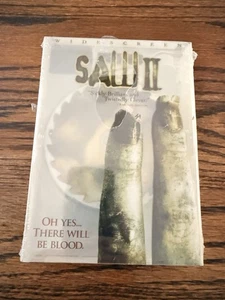 WIDESCREEN
SAW II
OH YES...
THERE WILL
BE BLOOD.